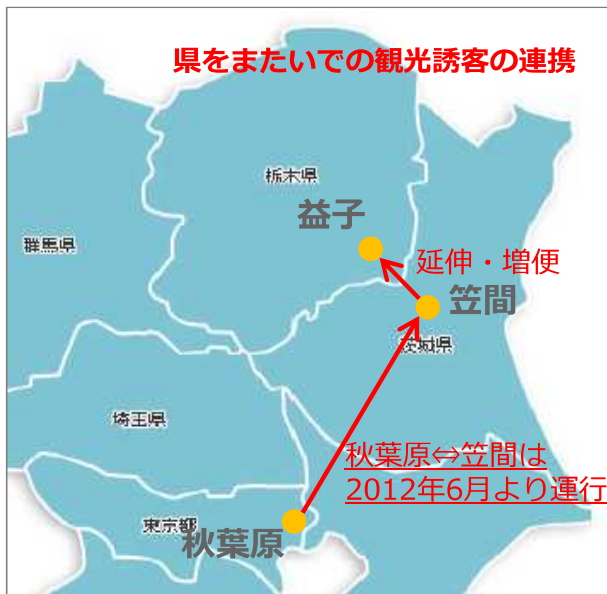 県をまたいでの観光誘客の連携
栃木県
益子
群馬県
延伸・増便
笠間
茨城県
埼玉県
秋葉原⇔笠間は
2012年6月より運行
東京都
秋葉原